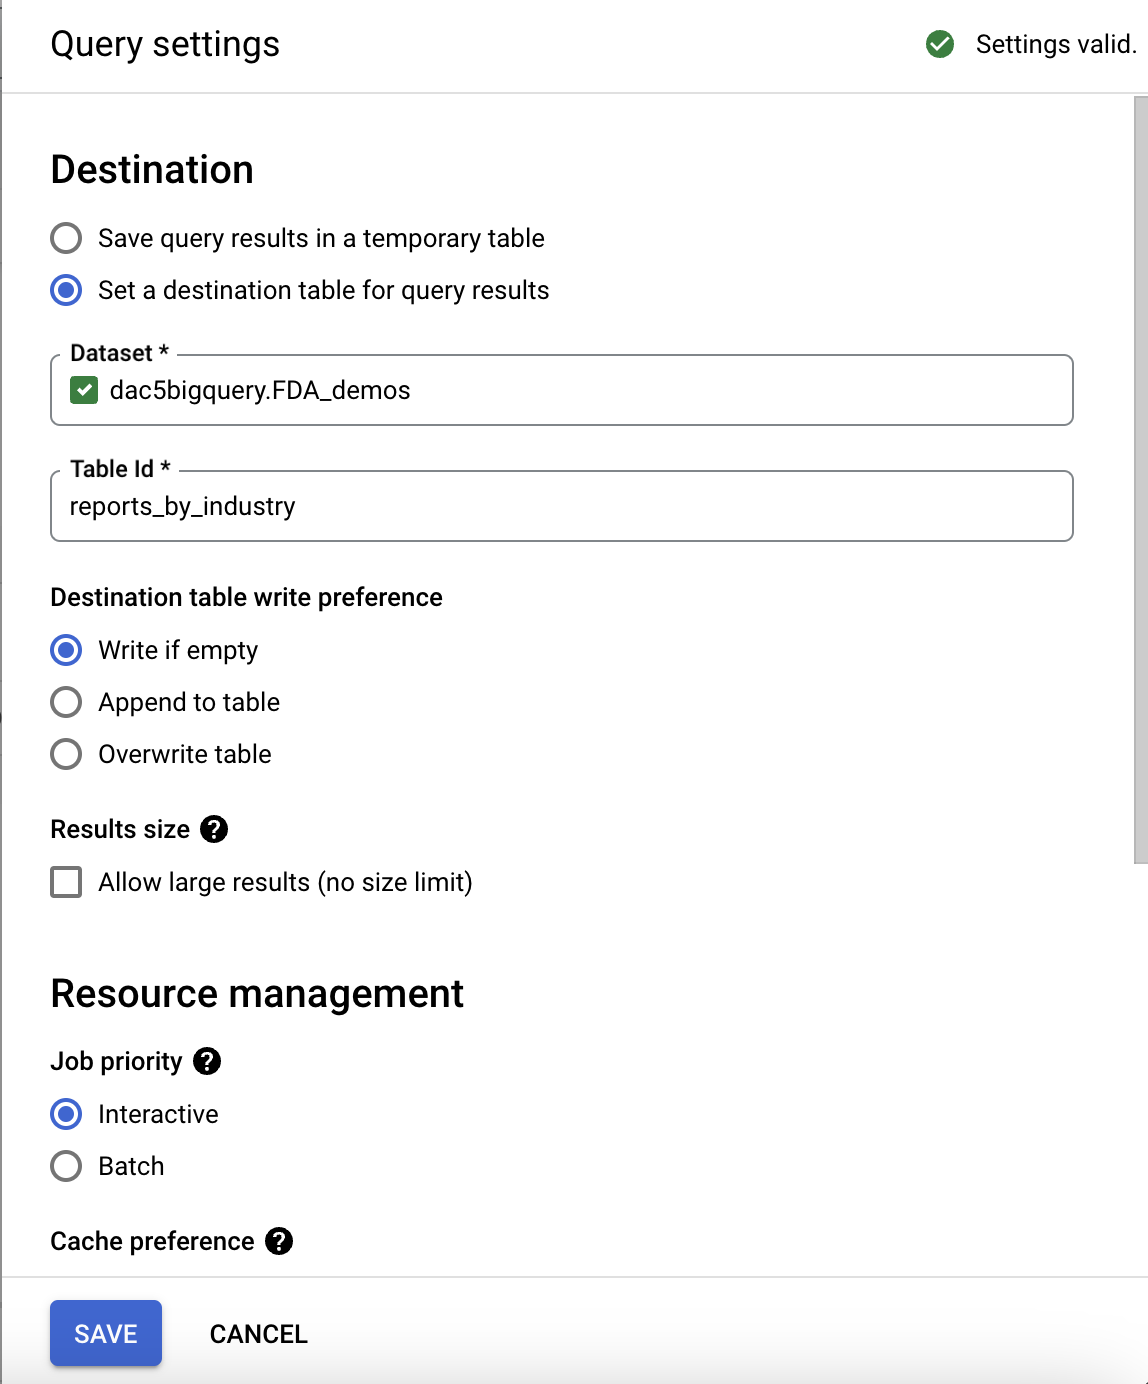 Query settings
Settings valid.
Destination
Save query results in a temporary table
Set a destination table for query results
Dataset *
dac5bigquery.FDA_demos
Table Id *
reports_by_industry
Destination table write preference
Write if empty
Append to table
Overwrite table
Results size ?
Allow large results (no size limit)
Resource management
Job priority ?
Interactive
Batch
Cache preference ?
SAVE CANCEL